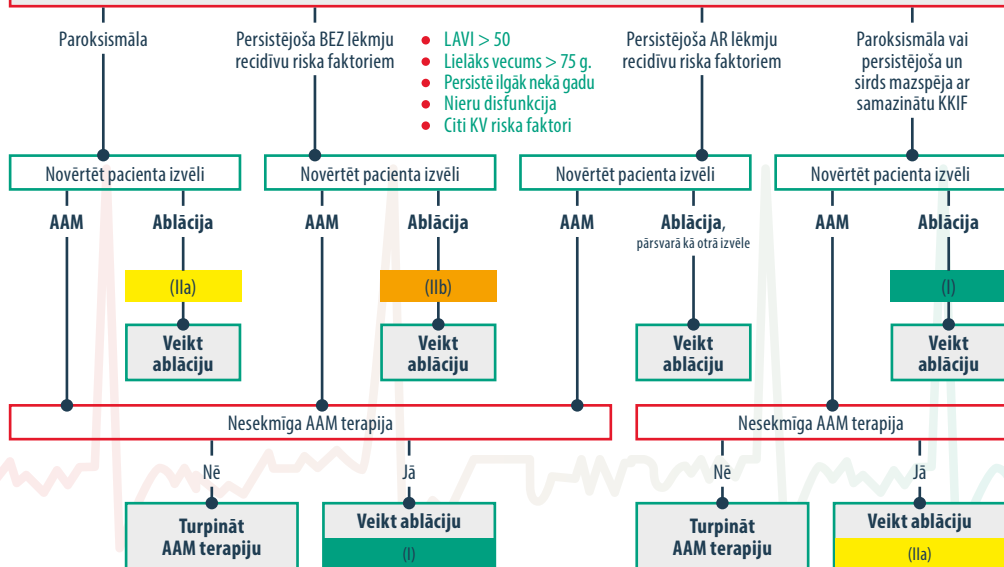 Paroksismāla
Persistējoša BEZ lēkmju
recidīvu riska faktoriem
LAVI > 50
Lielāks vecums > 75 g.
Persistē ilgāk nekā gadu
Nieru disfunkcija
Citi KV riska faktori
Persistējoša AR lēkmju
recidīvu riska faktoriem
Paroksismāla vai
persistējoša un
sirds mazspēja ar
samazinātu KKIF
Novērtēt pacienta izvēli
Novērtēt pacienta izvēli
Novērtēt pacienta izvēli
Novērtēt pacienta izvēli
AAM
Ablācija
AAM
Ablācija
AAM
Ablācija,
pārsvarā kā otrā izvēle
AAM
Ablācija
(IIa)
(IIb)
(I)
Veikt
ablāciju
Veikt
ablāciju
Veikt
ablāciju
Veikt
ablāciju
Nesekmīga AAM terapija
Nesekmīga AAM terapija
Nē
Jā
Nē
Jā
Turpināt
AAM terapiju
Veikt ablāciju
(I)
Turpināt
AAM terapiju
Veikt ablāciju
(IIa)